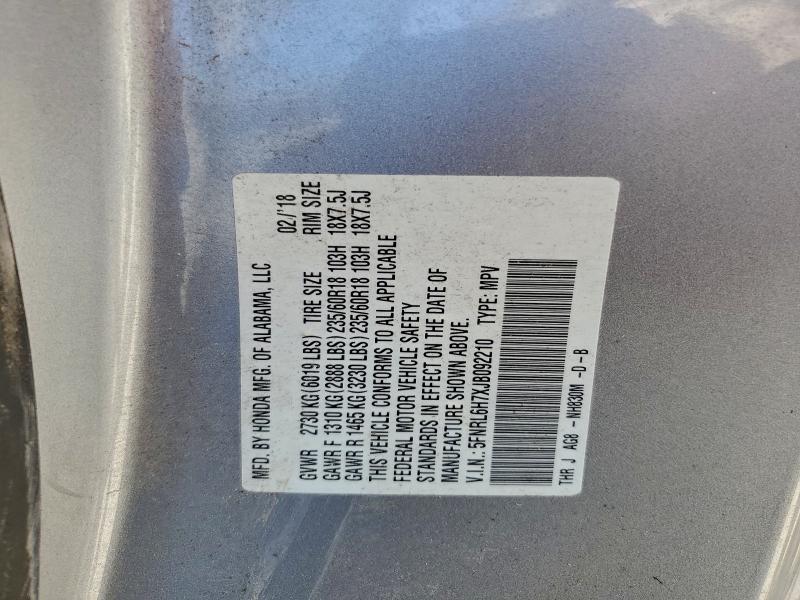 MFD. BY HONDA MFG. OF ALABAMA, LLC 02/'18
GVWR 2730 KG(6019 LBS) TIRE SIZE RIM SIZE
GAWR F 1310 KG(2888 LBS) 235/60R18 103H 18X7.5J
GAWR R 1465 KG(3230 LBS) 235/60R18 103H 18X7.5J
THIS VEHICLE CONFORMS TO ALL APPLICABLE
FEDERAL MOTOR VEHICLE SAFETY
STANDARDS IN EFFECT ON THE DATE OF
MANUFACTURE SHOWN ABOVE.
V.I.N.: 5FNRL6H7XJB092210 TYPE: MPV
THR J AG0 - NH830M -D-B